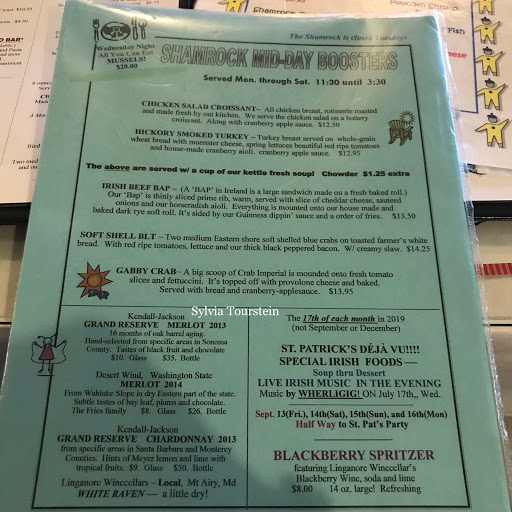 The Shamrock is closed Tuesdays
Wednesday Night
All You Can Eat
MUSSELS!
$20.00
SHAMROCK MID-DAY BOOSTERS
Served Mon. through Sat. 11:30 until 3:30
CHICKEN SALAD CROISSANT~ All chicken breast, rotisserie roasted
and made fresh by out kitchen. We serve the chicken salad on a buttery
croissant. Along with cranberry apple sauce. $12.50
HICKORY SMOKED TURKEY ~ Turkey breast served on whole-grain
wheat bread with muenster cheese, spring lettuces beautiful red ripe tomatoes
and house-made cranberry aioli. cranberry apple sauce. $12.95
The above are served w/ a cup of our kettle fresh soup! Chowder $1.25 extra
IRISH BEEF BAP ~ (A 'BAP' in Ireland is a large sandwich made on a fresh baked roll.)
Our 'Bap' is thinly sliced prime rib, warm, served with slice of cheddar cheese, sauteed
onions and our horseradish aioli. Everything is mounted onto our house made and
baked dark rye soft roll. It's sided by our Guinness dippin' sauce and a order of fries. $13.50
SOFT SHELL BLT ~ Two medium Eastern shore soft shelled blue crabs on toasted farmer's white
bread. With red ripe tomatoes, lettuce and our thick black peppered bacon. W/ creamy slaw. $14.25
GABBY CRAB~ A big scoop of Crab Imperial is mounded onto fresh tomato
slices and fettuccini. It's topped off with provolone cheese and baked.
Served with bread and cranberry-applesauce. $13.95
Sylvia Tourstein
Kendall-Jackson
GRAND RESERVE MERLOT 2013
16 months of oak barrel aging.
Hand-selected from specific areas in Sonoma
County. Tastes of black fruit and chocolate
$10. Glass $35. Bottle
Desert Wind, Washington State
MERLOT 2014
From Wahluke Slope in dry Eastern part of the state.
Subtle tastes of bay leaf, plums and chocolate.
The Fries family $8. Glass $26. Bottle
Kendall-Jackson
GRAND RESERVE CHARDONNAY 2013
from specific areas in Santa Barbara and Monterey
Counties. Hints of Meyer lemon and lime with
tropical fruits. $9. Glass $30. Bottle
Linganore Winecellars – Local, Mt Airy, Md
WHITE RAVEN — a little dry!
The 17th of each month in 2019
(not September or December)
ST. PATRICK'S DÉJÀ VU!!!!
SPECIAL IRISH FOODS —
Soup thru Dessert
LIVE IRISH MUSIC IN THE EVENING
Music by WHERLIGIG! ON July 17th., Wed.
Sept. 13(Fri.), 14th(Sat), 15th(Sun), and 16th(Mon)
Half Way to St. Pat's Party
BLACKBERRY SPRITZER
featuring Linganore Winecellar's
Blackberry Wine, soda and lime
$8.00 14 oz. large! Refreshing